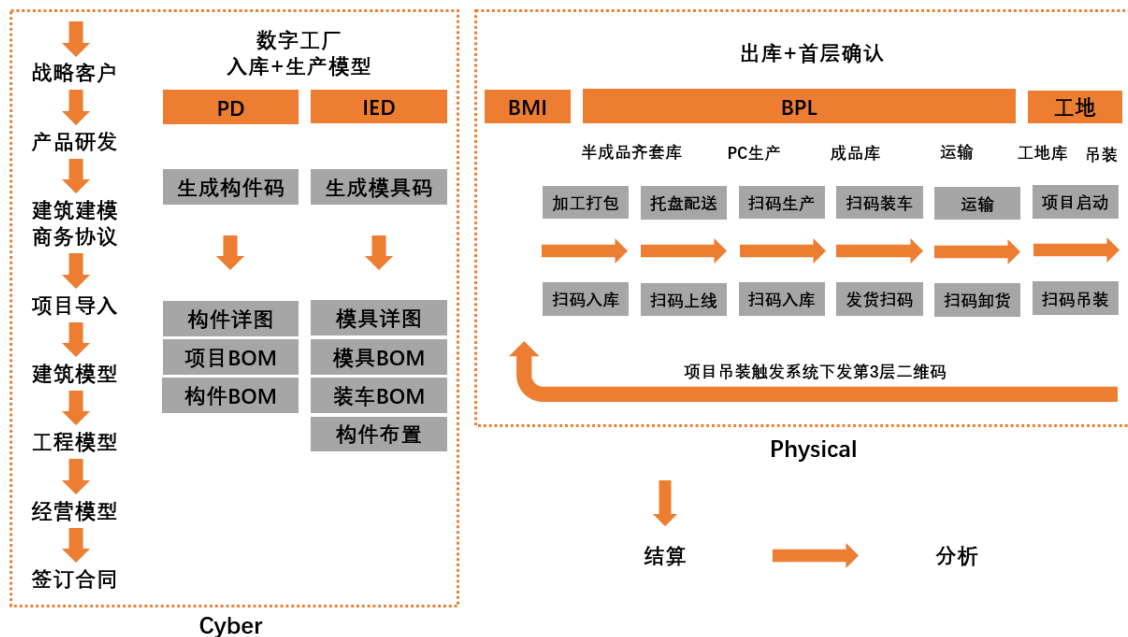 战略客户
产品研发
建筑建模
商务协议
项目导入
建筑模型
工程模型
经营模型
签订合同
数字工厂
入库+生产模型
PD
IED
生成构件码
生成模具码
构件详图
模具详图
项目BOM
模具BOM
构件BOM
装车BOM
构件布置
Cyber
出库+首层确认
BMI
BPL
工地
半成品齐套库
PC生产
成品库
运输
工地库
吊装
加工打包
托盘配送
扫码生产
扫码装车
运输
项目启动
扫码入库
扫码上线
扫码入库
发货扫码
扫码卸货
扫码吊装
项目吊装触发系统下发第3层二维码
Physical
结算
分析